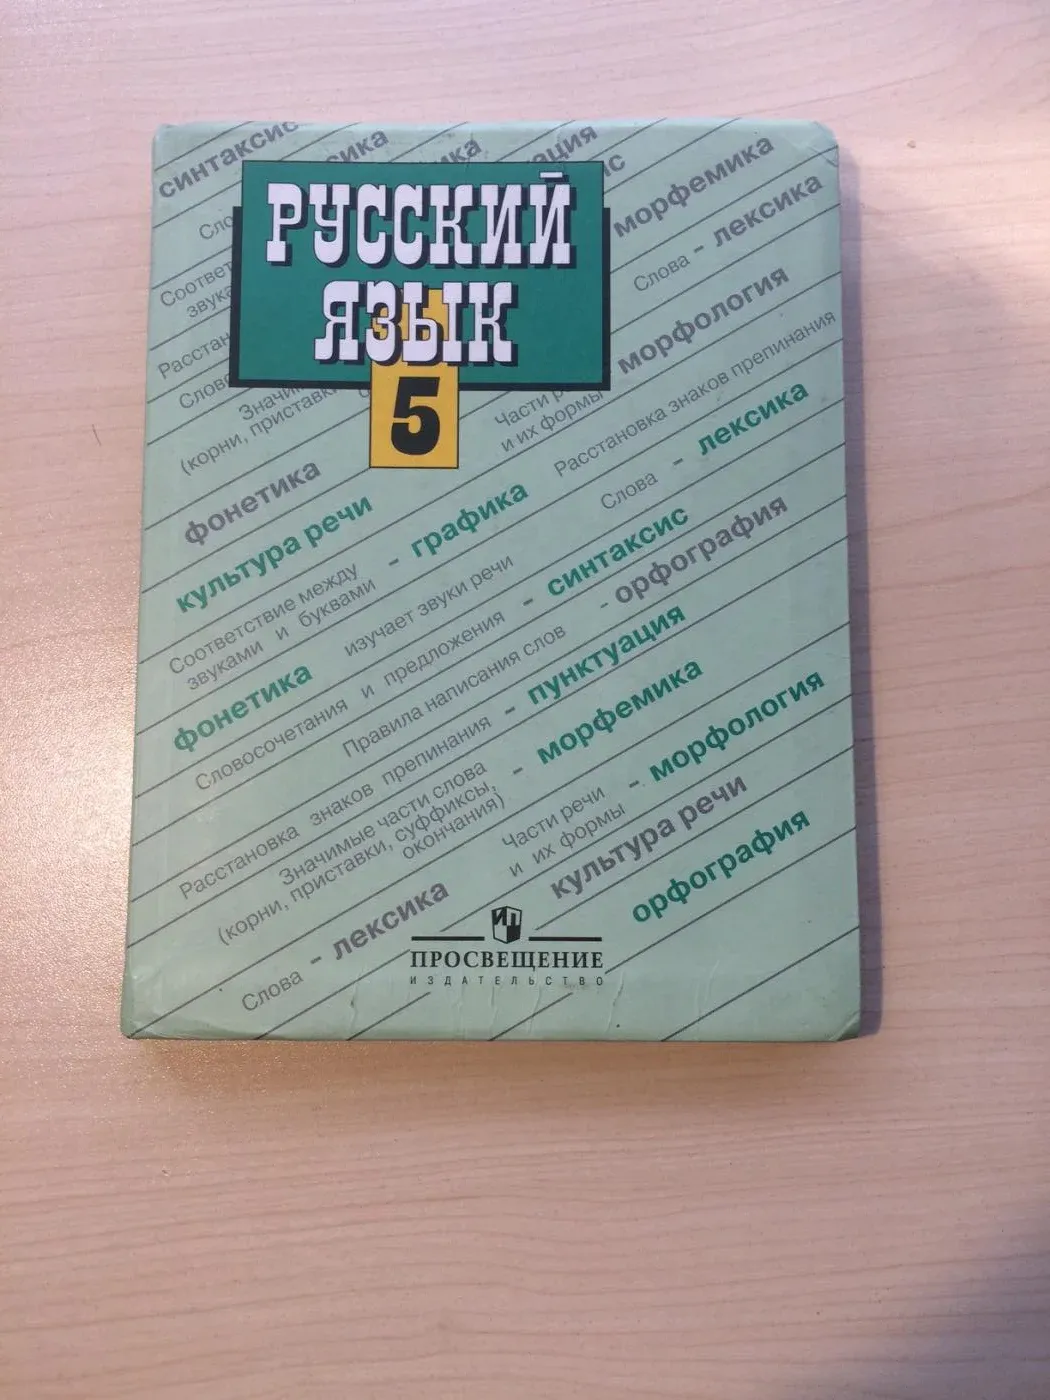 синтаксис
морфемика
Слова - лексика
РУССКИЙ
ЯЗЫК
5
морфология
Расстановка знаков препинания
Части
и их формы
(корни, приставки
фонетика
Слова - лексика
культура речи
Соответствие между
звуками и буквами - графика
изучает звуки речи
фонетика
Словосочетания и предложения - синтаксис
Правила написания слов - орфография
Расстановка знаков препинания - пунктуация
Значимые части слова
(корни, приставки, суффиксы, - морфемика
окончания)
Части речи
и их формы - морфология
Слова - лексика
культура речи
орфография
ИП
ПРОСВЕЩЕНИЕ
ИЗДАТЕЛЬСТВО